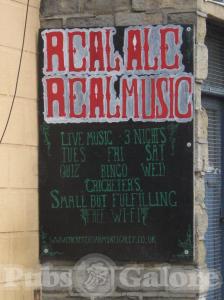 REAL ALE
REAL MUSIC
LIVE MUSIC - 3 NIGHTS
TUES FRI SAT
QUIZ BINGO WED
CRICKETERS
SMALL BUT FULFILLING
FREE WI-FI
Pubs Galore